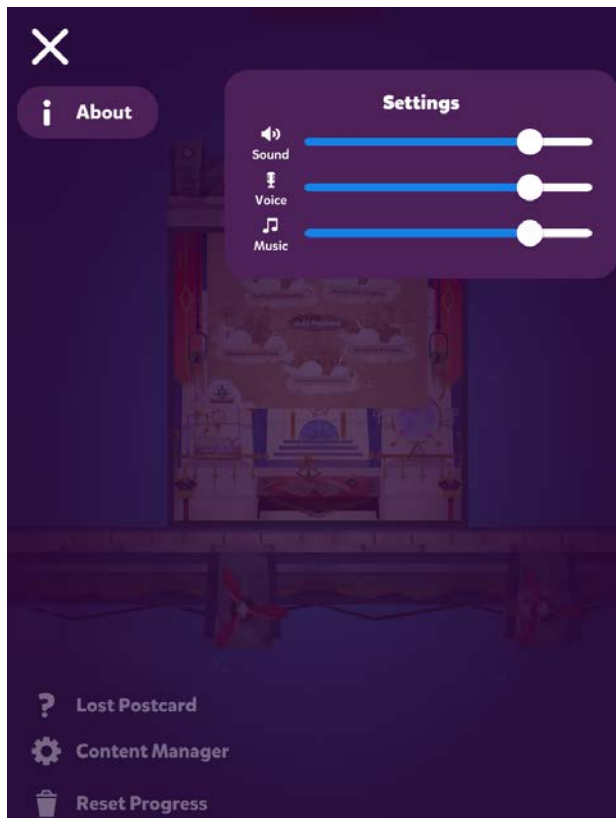 About
Settings
Sound
Voice
Music
Lost Postcard
Content Manager
Reset Progress